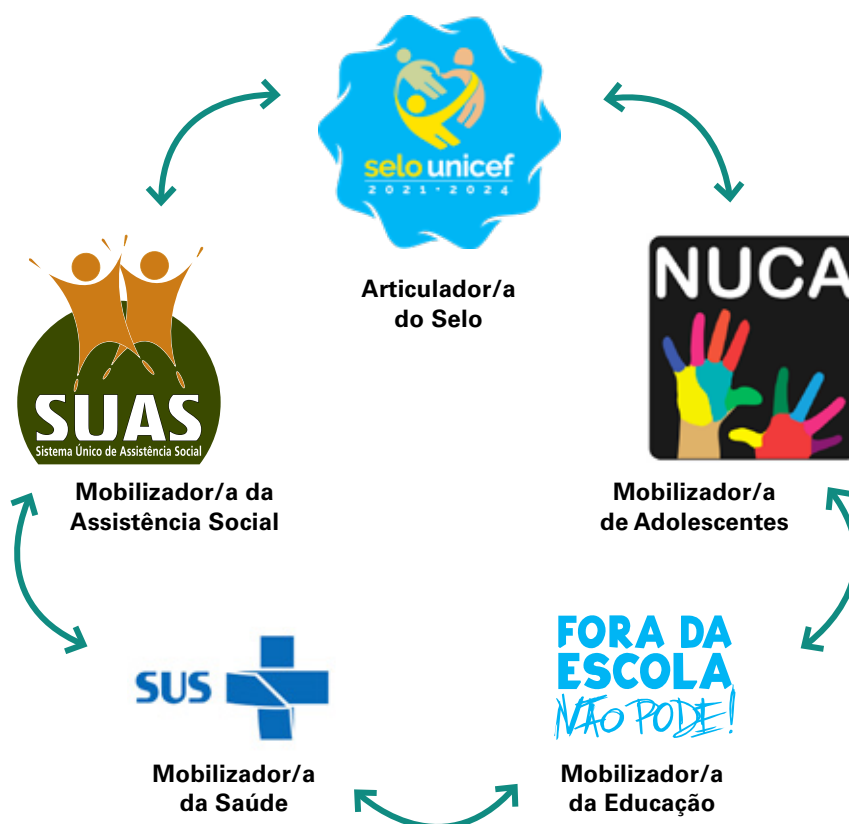 selo unicef
2021·2024
Articulador/a
do Selo
NUCA
SUAS
Sistema Único de Assistência Social
Mobilizador/a da
Assistência Social
Mobilizador/a
de Adolescentes
SUS
FORA DA
ESCOLA
NÃO PODE!
Mobilizador/a
da Saúde
Mobilizador/a
da Educação